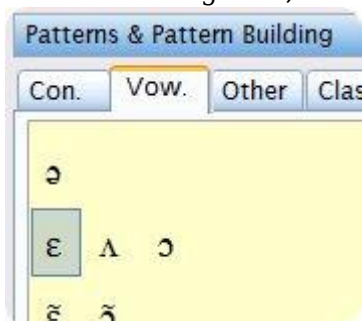 Patterns & Pattern Building
Con. Vow. Other
ə
ɛ ʌ ɔ
ɛ̃ ɔ̃